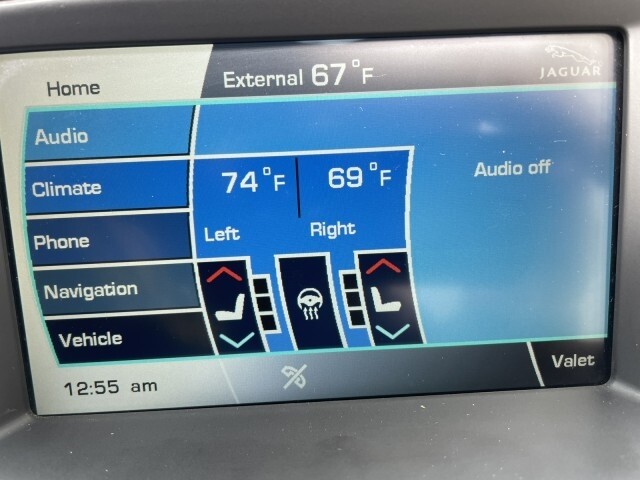 Home
External 67°F
JAGUAR
Audio
Climate
74°F
69°F
Audio off
Phone
Left
Right
Navigation
Vehicle
12:55 am
Valet